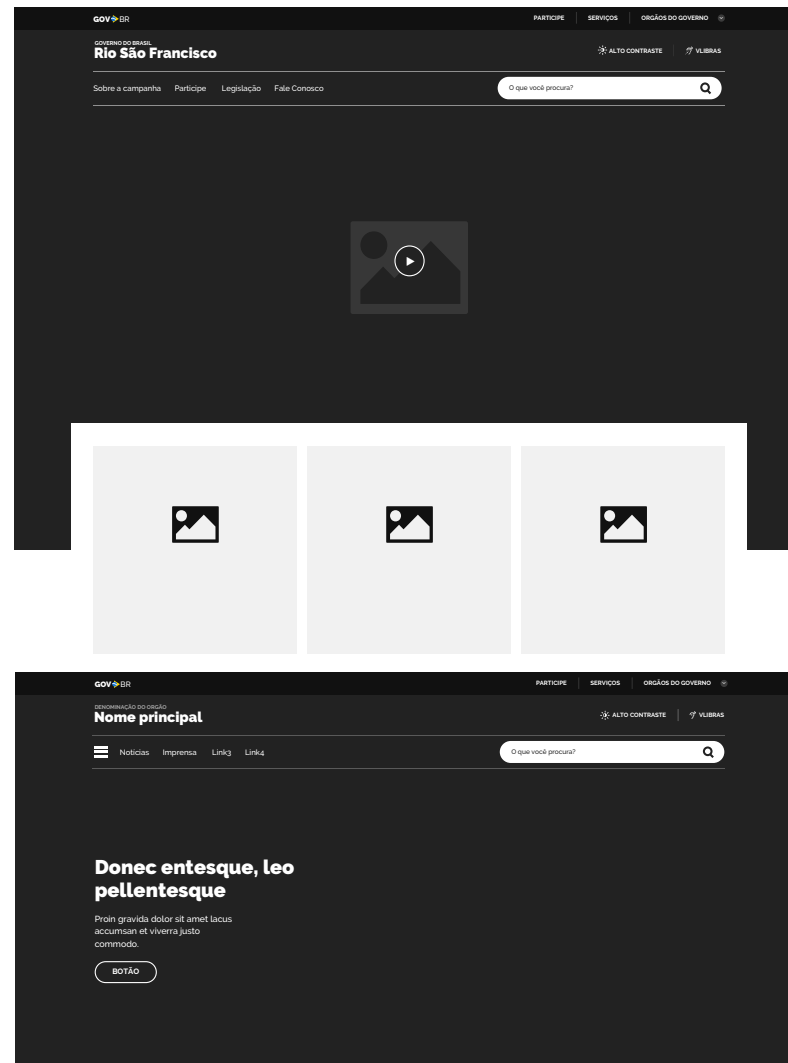 GOV BR PARTICIPE SERVIÇOS ORGÃOS DO GOVERNO
GOVERNO DO BRASIL
Rio São Francisco
ALTO CONTRASTE VLIBRAS
Sobre a campanha Participe Legislação Fale Conosco O que você procura?
GOV BR PARTICIPE SERVIÇOS ORGÃOS DO GOVERNO
DENOMINAÇÃO DO ORGÃO
Nome principal
ALTO CONTRASTE VLIBRAS
Notícias Imprensa Link3 Link4 O que você procura?
Donec entesque, leo
pellentesque
Proin gravida dolor sit amet lacus
accumsan et viverra justo
commodo.
BOTÃO